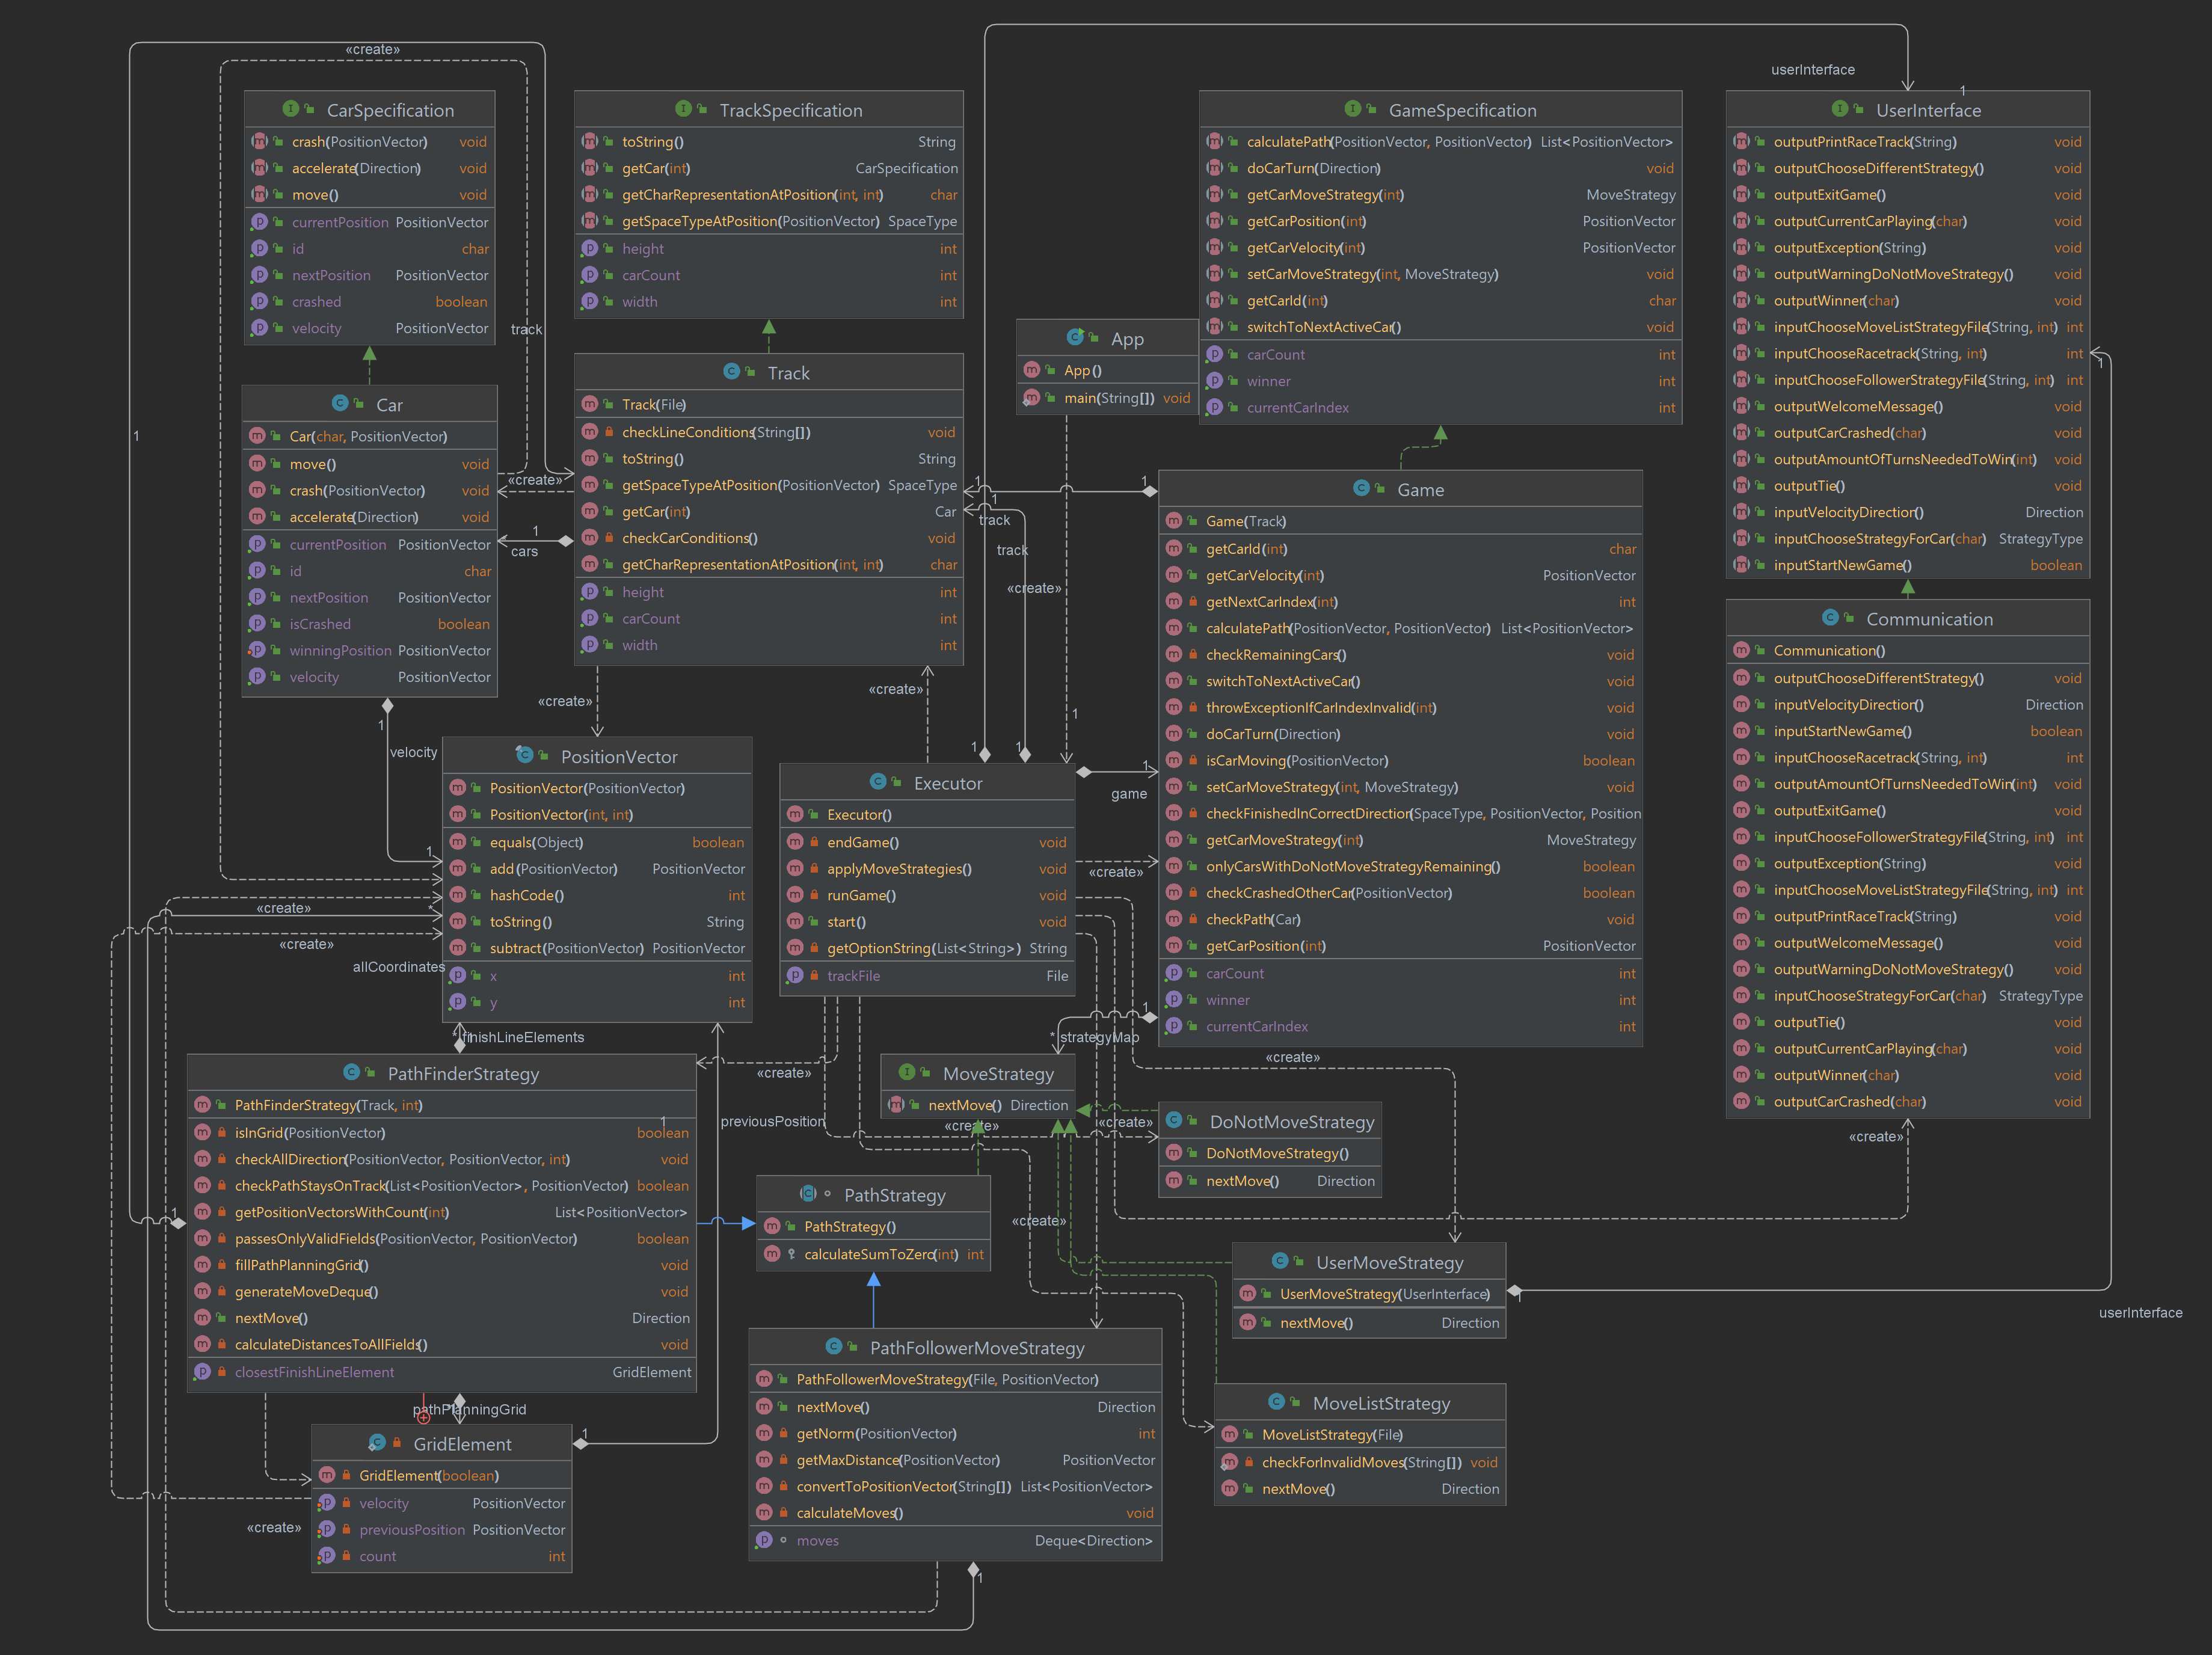 «create»
userInterface
1
CarSpecification
crash(PositionVector) void
accelerate(Direction) void
move() void
currentPosition PositionVector
id char
nextPosition PositionVector
crashed boolean
velocity PositionVector
TrackSpecification
toString() String
getCar(int) CarSpecification
getCharRepresentationAtPosition(int, int) char
getSpaceTypeAtPosition(PositionVector) SpaceType
height int
carCount int
width int
GameSpecification
calculatePath(PositionVector, PositionVector) List<PositionVector>
doCarTurn(Direction) void
getCarMoveStrategy(int) MoveStrategy
getCarPosition(int) PositionVector
getCarVelocity(int) PositionVector
setCarMoveStrategy(int, MoveStrategy) void
getCarId(int) char
switchToNextActiveCar() void
carCount int
winner int
currentCarIndex int
UserInterface
outputPrintRaceTrack(String) void
outputChooseDifferentStrategy() void
outputExitGame() void
outputCurrentCarPlaying(char) void
outputException(String) void
outputWarningDoNotMoveStrategy() void
outputWinner(char) void
inputChooseMoveListStrategyFile(String, int) int
inputChooseRacetrack(String, int) int
inputChooseFollowerStrategyFile(String, int) int
outputWelcomeMessage() void
outputCarCrashed(char) void
outputAmountOfTurnsNeededToWin(int) void
outputTie() void
inputVelocityDirection() Direction
inputChooseStrategyForCar(char) StrategyType
inputStartNewGame() boolean
track
App
App()
main(String[]) void
1
1
Car
Car(char, PositionVector)
move() void
crash(PositionVector) void
accelerate(Direction) void
currentPosition PositionVector
id char
nextPosition PositionVector
isCrashed boolean
winningPosition PositionVector
velocity PositionVector
«create»
1
cars
Track
Track(File)
checkLineConditions(String[]) void
toString() String
getSpaceTypeAtPosition(PositionVector) SpaceType
getCar(int) Car
checkCarConditions() void
getCharRepresentationAtPosition(int, int) char
height int
carCount int
width int
1
1
1
track
track
«create»
Game
Game(Track)
getCarId(int) char
getCarVelocity(int) PositionVector
getNextCarIndex(int) int
calculatePath(PositionVector, PositionVector) List<PositionVector>
checkRemainingCars() void
switchToNextActiveCar() void
throwExceptionIfCarIndexInvalid(int) void
doCarTurn(Direction) void
isCarMoving(PositionVector) boolean
setCarMoveStrategy(int, MoveStrategy) void
checkFinishedInCorrectDirection(SpaceType, PositionVector, Position
getCarMoveStrategy(int) MoveStrategy
onlyCarsWithDoNotMoveStrategyRemaining() boolean
checkCrashedOtherCar(PositionVector) boolean
checkPath(Car) void
getCarPosition(int) PositionVector
carCount int
winner int
currentCarIndex int
Communication
Communication()
outputChooseDifferentStrategy() void
inputVelocityDirection() Direction
inputStartNewGame() boolean
inputChooseRacetrack(String, int) int
outputAmountOfTurnsNeededToWin(int) void
outputExitGame() void
inputChooseFollowerStrategyFile(String, int) int
outputException(String) void
inputChooseMoveListStrategyFile(String, int) int
outputPrintRaceTrack(String) void
outputWelcomeMessage() void
outputWarningDoNotMoveStrategy() void
inputChooseStrategyForCar(char) StrategyType
outputTie() void
outputCurrentCarPlaying(char) void
outputWinner(char) void
outputCarCrashed(char) void
«create»
«create»
1
1
velocity
1
1
1
1
1
game
«create»
PositionVector
PositionVector(PositionVector)
PositionVector(int, int)
equals(Object) boolean
add(PositionVector) PositionVector
hashCode() int
toString() String
subtract(PositionVector) PositionVector
x int
y int
Executor
Executor()
endGame() void
applyMoveStrategies() void
runGame() void
start() void
getOptionString(List<String>) String
trackFile File
«create»
*
«create»
allCoordinates
* finishLineElements
1
* strategyMap
«create»
«create»
PathFinderStrategy
PathFinderStrategy(Track, int)
1
isInGrid(PositionVector) boolean
checkAllDirection(PositionVector, PositionVector, int) void
checkPathStaysOnTrack(List<PositionVector>, PositionVector) boolean
getPositionVectorsWithCount(int) List<PositionVector>
passesOnlyValidFields(PositionVector, PositionVector) boolean
fillPathPlanningGrid() void
generateMoveDeque() void
nextMove() Direction
calculateDistancesToAllFields() void
closestFinishLineElement GridElement
1
previousPosition
MoveStrategy
nextMove() Direction
«create»
«create»
DoNotMoveStrategy
DoNotMoveStrategy()
nextMove() Direction
«create»
PathStrategy
PathStrategy()
calculateSumToZero(int) int
«create»
UserMoveStrategy
UserMoveStrategy(UserInterface)
nextMove() Direction
1
userInterface
PathFollowerMoveStrategy
PathFollowerMoveStrategy(File, PositionVector)
nextMove() Direction
getNorm(PositionVector) int
getMaxDistance(PositionVector) PositionVector
convertToPositionVector(String[]) List<PositionVector>
calculateMoves() void
moves Deque<Direction>
MoveListStrategy
MoveListStrategy(File)
checkForInvalidMoves(String[]) void
nextMove() Direction
pathPlanningGrid
GridElement
GridElement(boolean)
velocity PositionVector
previousPosition PositionVector
count int
1
«create»
1